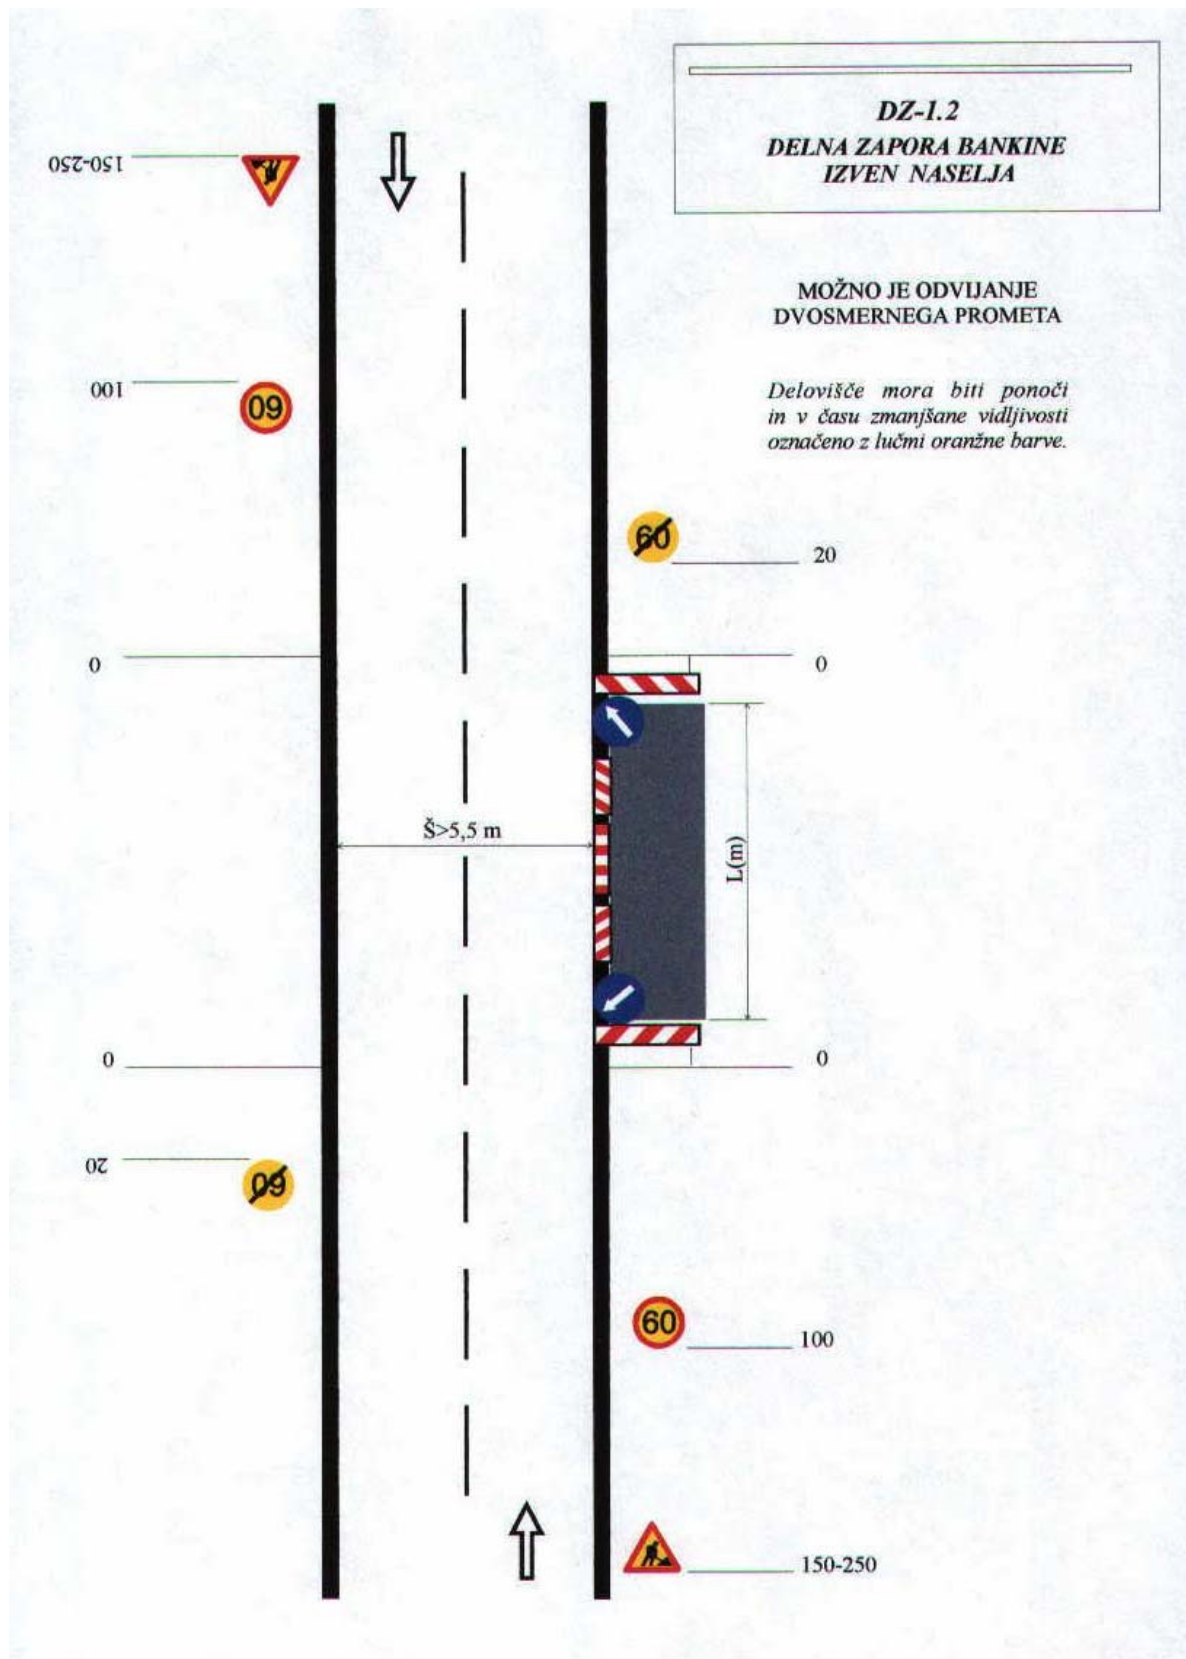 DZ-1.2
DELNA ZAPORA BANKINE
IZVEN NASELJA
150-250
MOŽNO JE ODVIJANJE
DVOSMERNEGA PROMETA
100
60
Delovišče mora biti ponoči
in v času zmanjšane vidljivosti
označeno z lučmi oranžne barve.
60
20
0
0
Š>5,5 m
L(m)
0
0
20
60
60
100
150-250